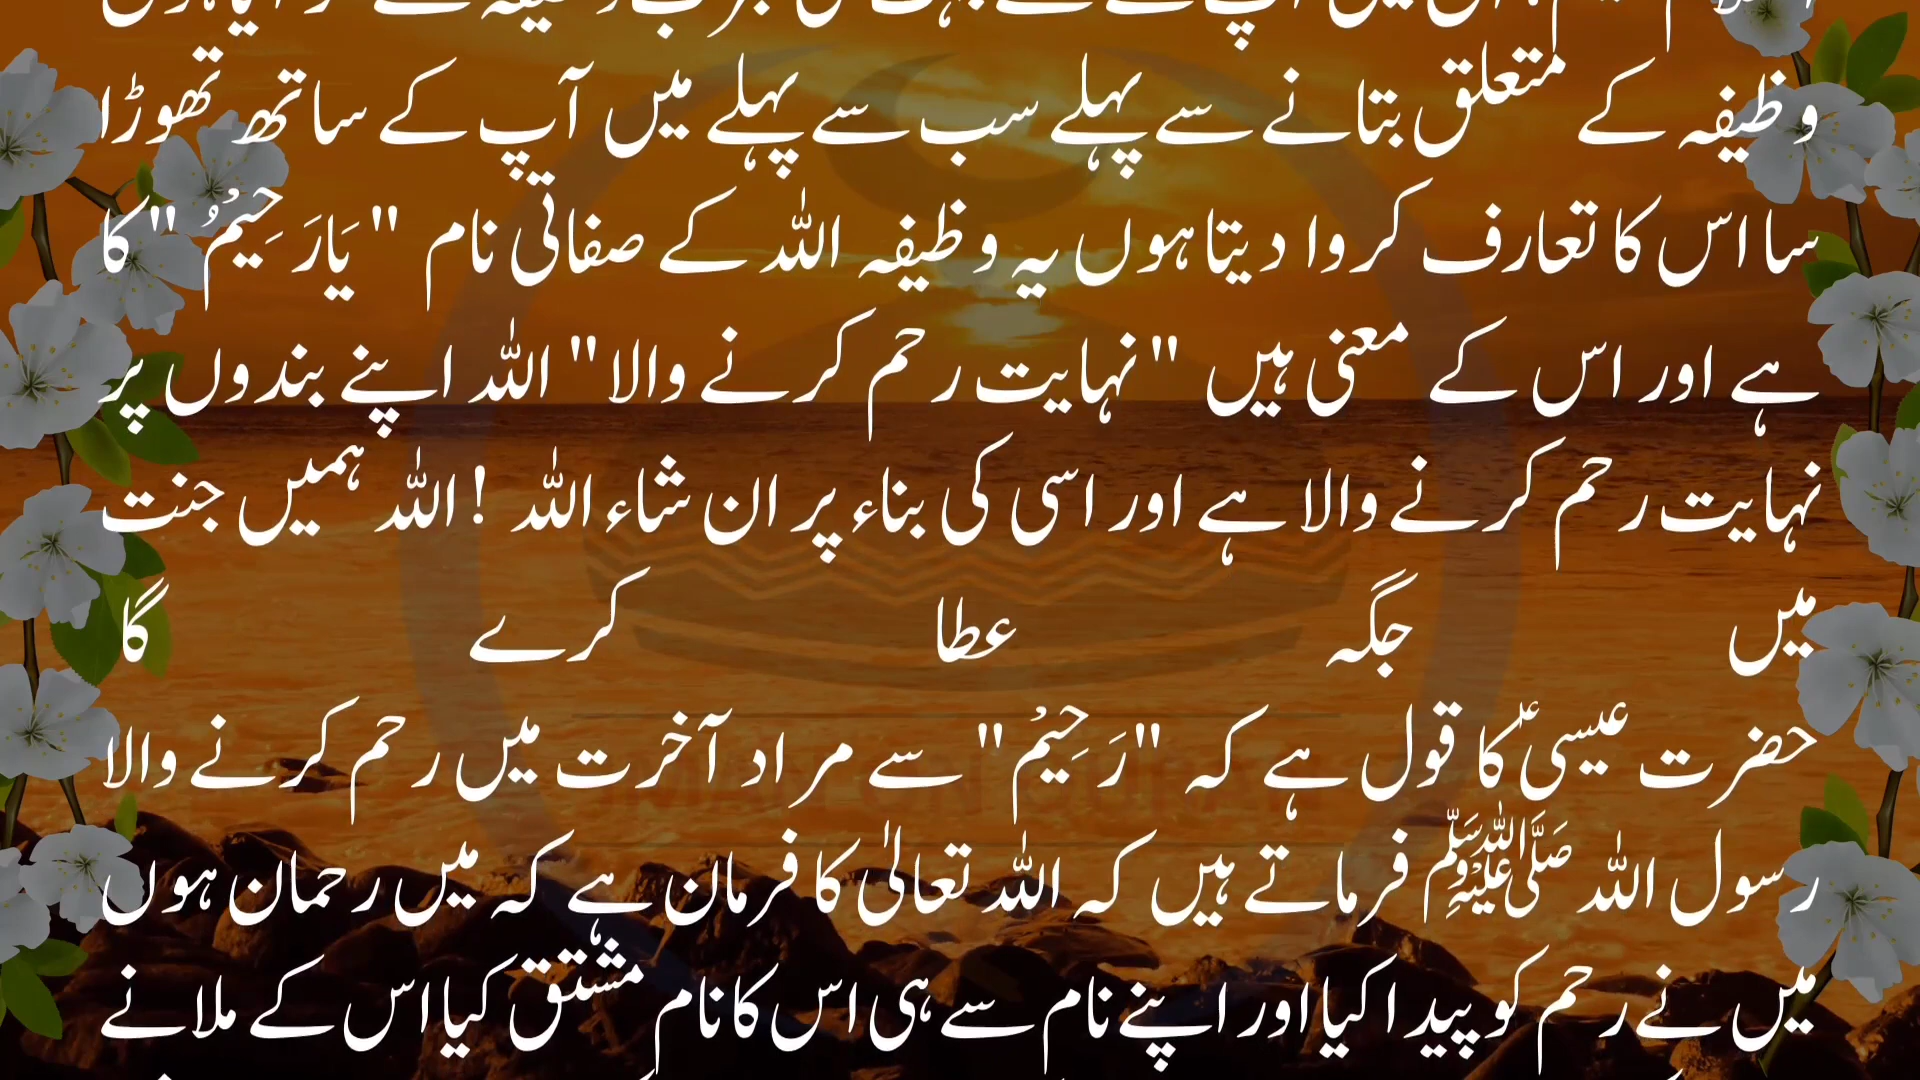 وظیفہ کے متعلق بتانے سے پہلے سب سے پہلے میں آپ کے ساتھ تھوڑا
سا اس کا تعارف کروا دیتا ہوں یہ وظیفہ اللہ کے صفاتی نام "یَارَحِیْمُ" کا
ہے اور اس کے معنی ہیں "نہایت رحم کرنے والا" اللہ اپنے بندوں پر
نہایت رحم کرنے والا ہے اور اسی کی بناء پر ان شاء اللہ !اللہ ہمیں جنت
میں جگہ عطا کرے گا
حضرت عیسیؑ کا قول ہے کہ "رَحِیْمْ" سے مراد آخرت میں رحم کرنے والا
رسول اللہ ﷺ فرماتے ہیں کہ اللہ تعالیٰ کا فرمان ہے کہ میں رحمان ہوں
میں نے رحم کو پیدا کیا اور اپنے نام سے ہی اس کا نام مشتق کیا اس کے ملانے